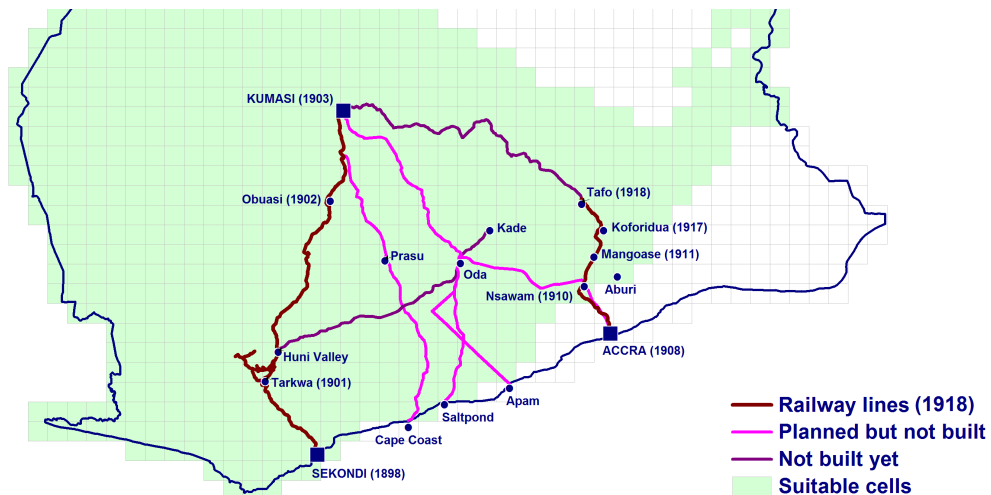 KUMASI (1903)
Tafo (1918)
Obuasi (1902)
Kade
Koforidua (1917)
Prasu
Mangoase (1911)
Oda
Aburi
Nsawam (1910)
Huni Valley
ACCRA (1908)
Tarkwa (1901)
Apam
Saltpond
Cape Coast
SEKONDI (1898)
Railway lines (1918)
Planned but not built
Not built yet
Suitable cells